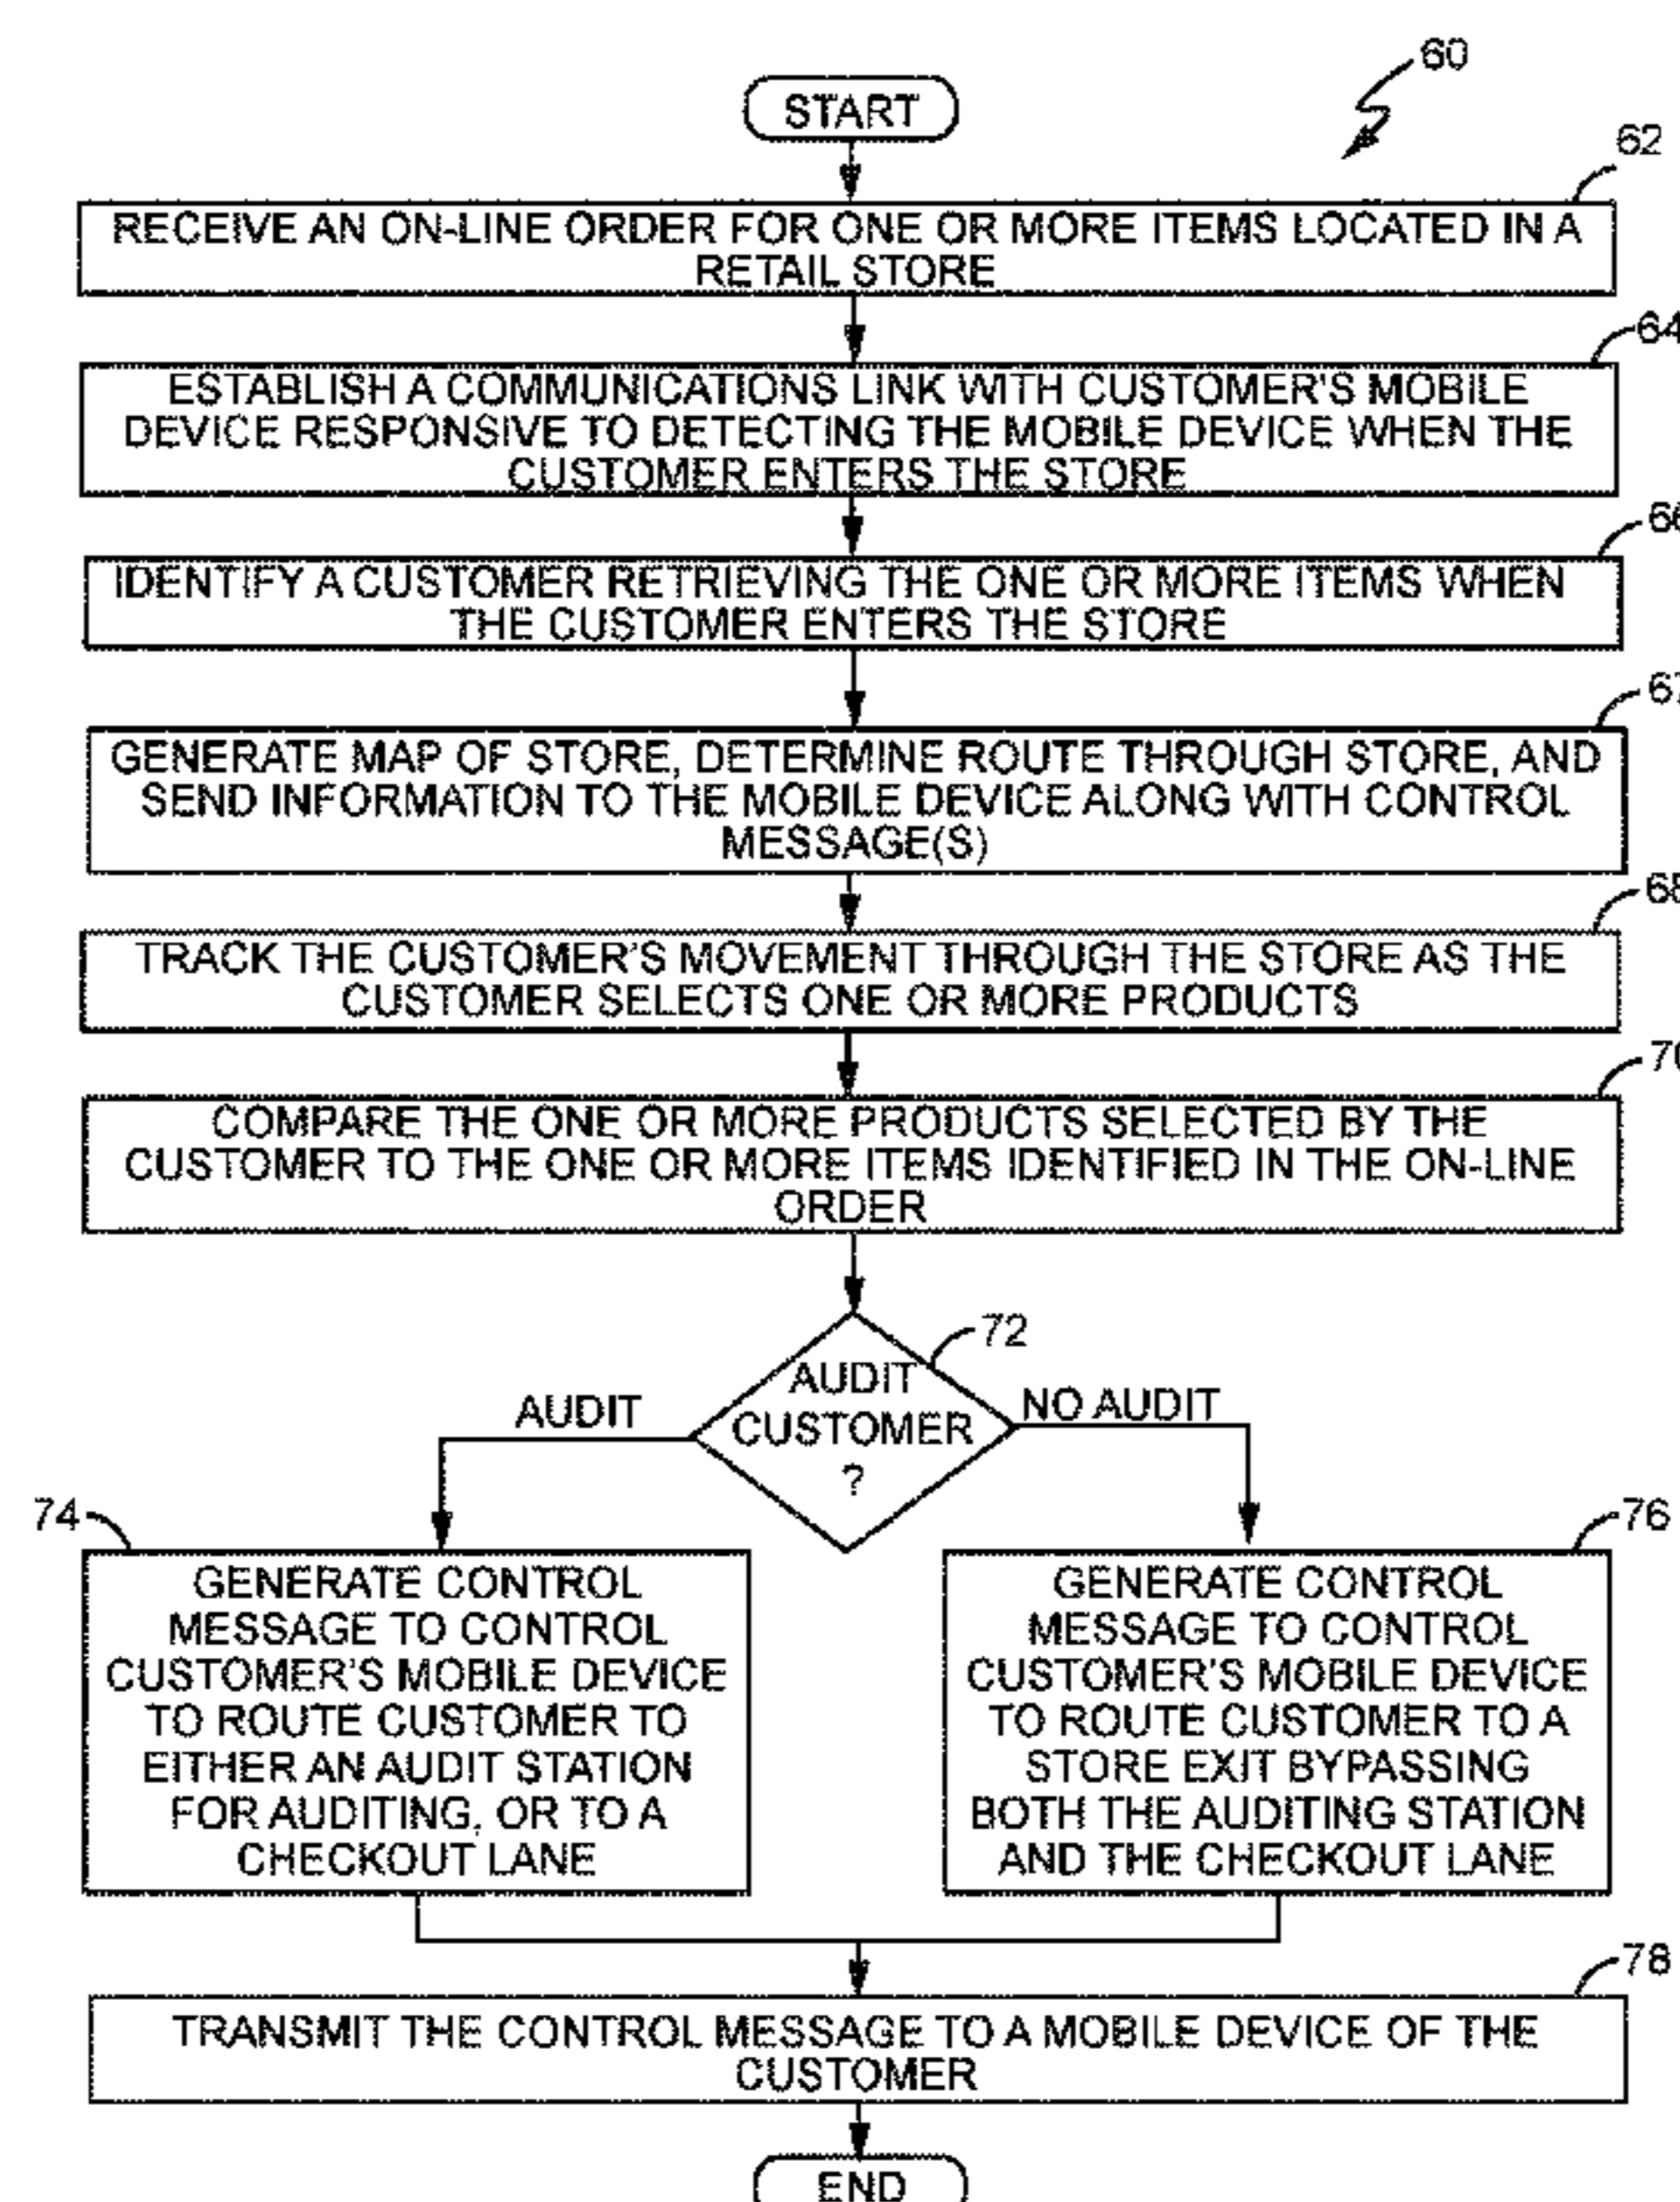 60
START
62
RECEIVE AN ON-LINE ORDER FOR ONE OR MORE ITEMS LOCATED IN A
RETAIL STORE
64
ESTABLISH A COMMUNICATIONS LINK WITH CUSTOMER'S MOBILE
DEVICE RESPONSIVE TO DETECTING THE MOBILE DEVICE WHEN THE
CUSTOMER ENTERS THE STORE
66
IDENTIFY A CUSTOMER RETRIEVING THE ONE OR MORE ITEMS WHEN
THE CUSTOMER ENTERS THE STORE
67
GENERATE MAP OF STORE, DETERMINE ROUTE THROUGH STORE, AND
SEND INFORMATION TO THE MOBILE DEVICE ALONG WITH CONTROL
MESSAGE(S)
68
TRACK THE CUSTOMER'S MOVEMENT THROUGH THE STORE AS THE
CUSTOMER SELECTS ONE OR MORE PRODUCTS
70
COMPARE THE ONE OR MORE PRODUCTS SELECTED BY THE
CUSTOMER TO THE ONE OR MORE ITEMS IDENTIFIED IN THE ON-LINE
ORDER
72
AUDIT
CUSTOMER
?
AUDIT
NO AUDIT
74
GENERATE CONTROL
MESSAGE TO CONTROL
CUSTOMER'S MOBILE DEVICE
TO ROUTE CUSTOMER TO
EITHER AN AUDIT STATION
FOR AUDITING, OR TO A
CHECKOUT LANE
76
GENERATE CONTROL
MESSAGE TO CONTROL
CUSTOMER'S MOBILE DEVICE
TO ROUTE CUSTOMER TO A
STORE EXIT BYPASSING
BOTH THE AUDITING STATION
AND THE CHECKOUT LANE
78
TRANSMIT THE CONTROL MESSAGE TO A MOBILE DEVICE OF THE
CUSTOMER
END